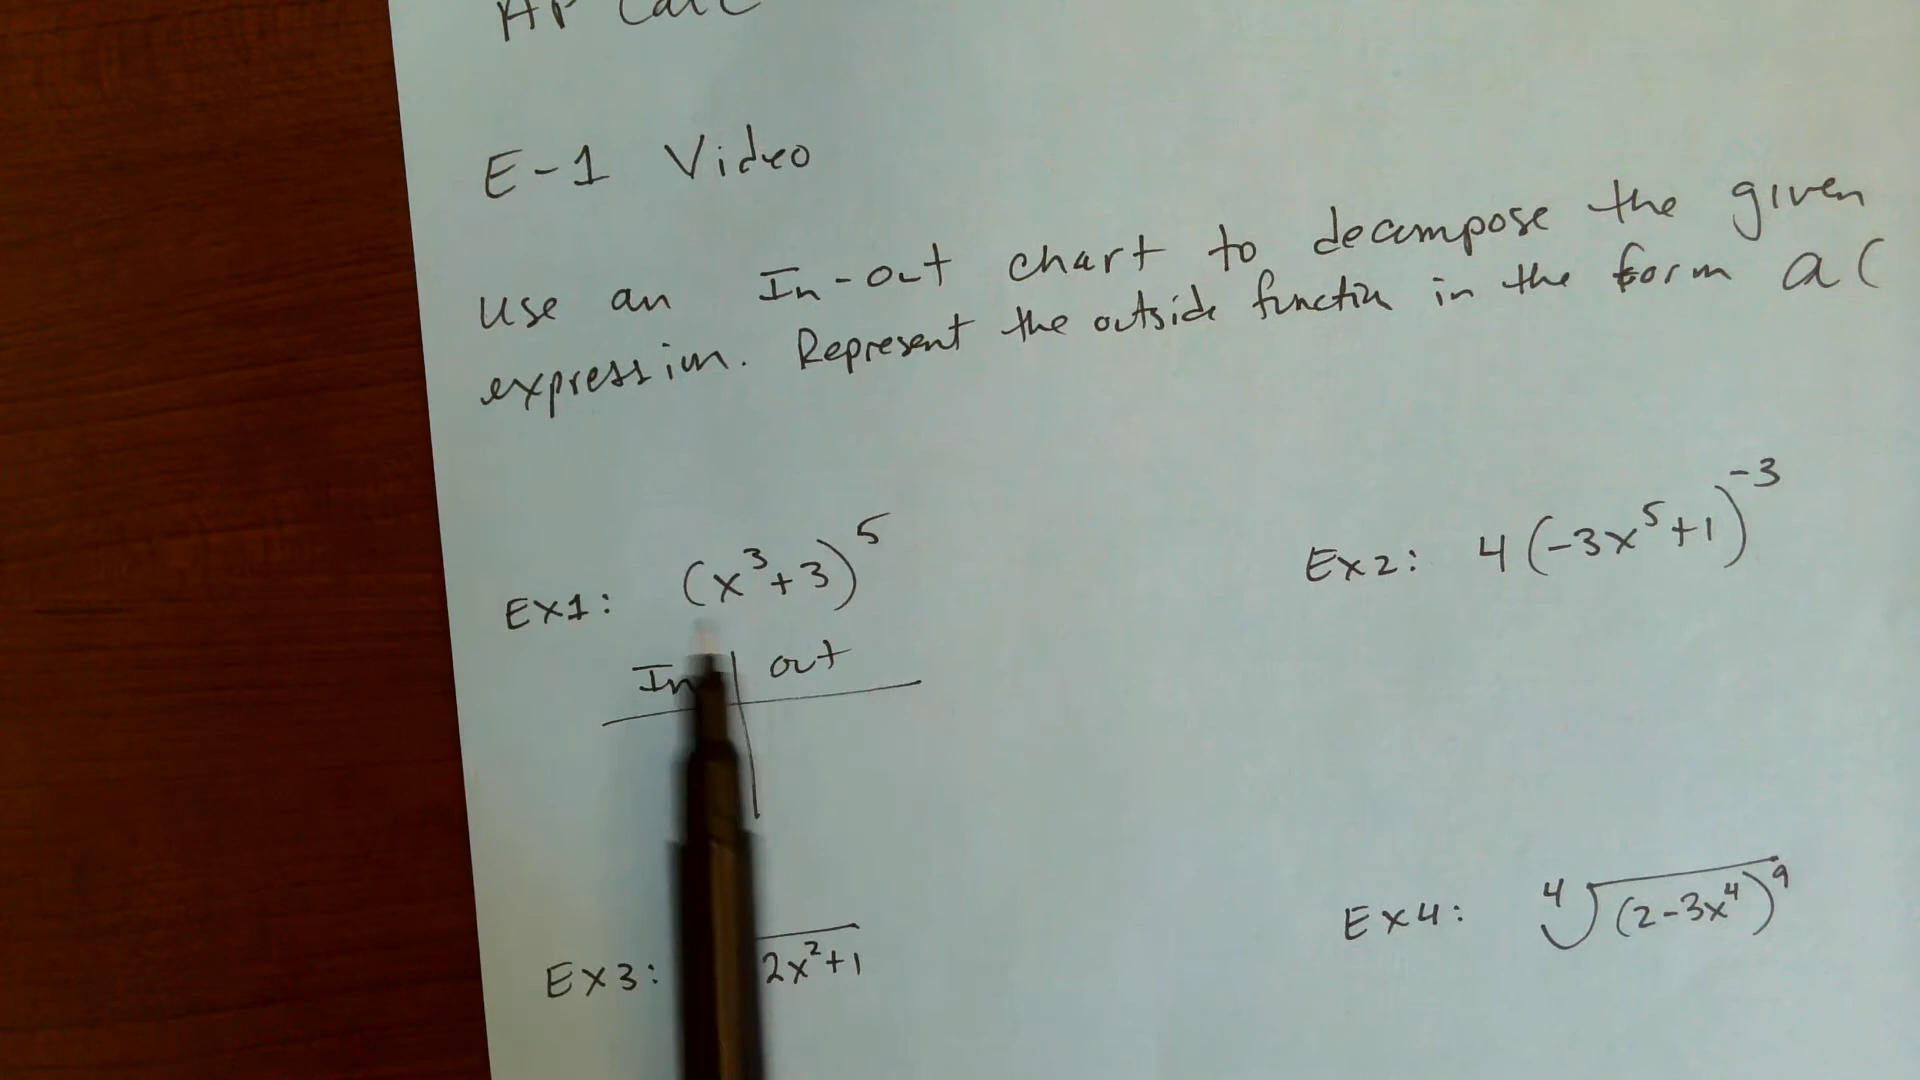 AP Calc
E-1 Video
Use an In-out chart to decompose the given
expression. Represent the outside function in the form a(
Ex1: (x³+3)⁵
Ex2: 4(-3x⁵+1)⁻³
In out
Ex3: 2x²+1
Ex4: ⁴√(2-3x⁴)⁹